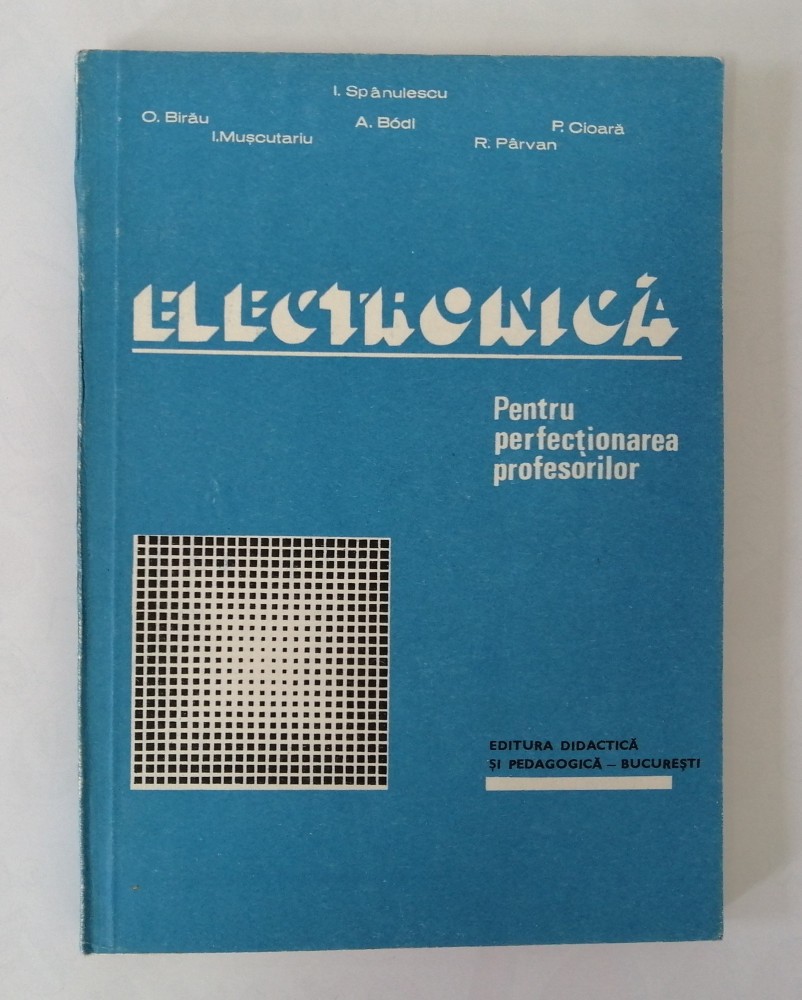 I. Spânulescu
O. Birău
A. Bódi
P. Cioară
I. Mușcutariu
R. Pârvan
ELECTRONICĂ
Pentru
perfecționarea
profesorilor
EDITURA DIDACTICĂ
ȘI PEDAGOGICĂ – BUCUREȘTI